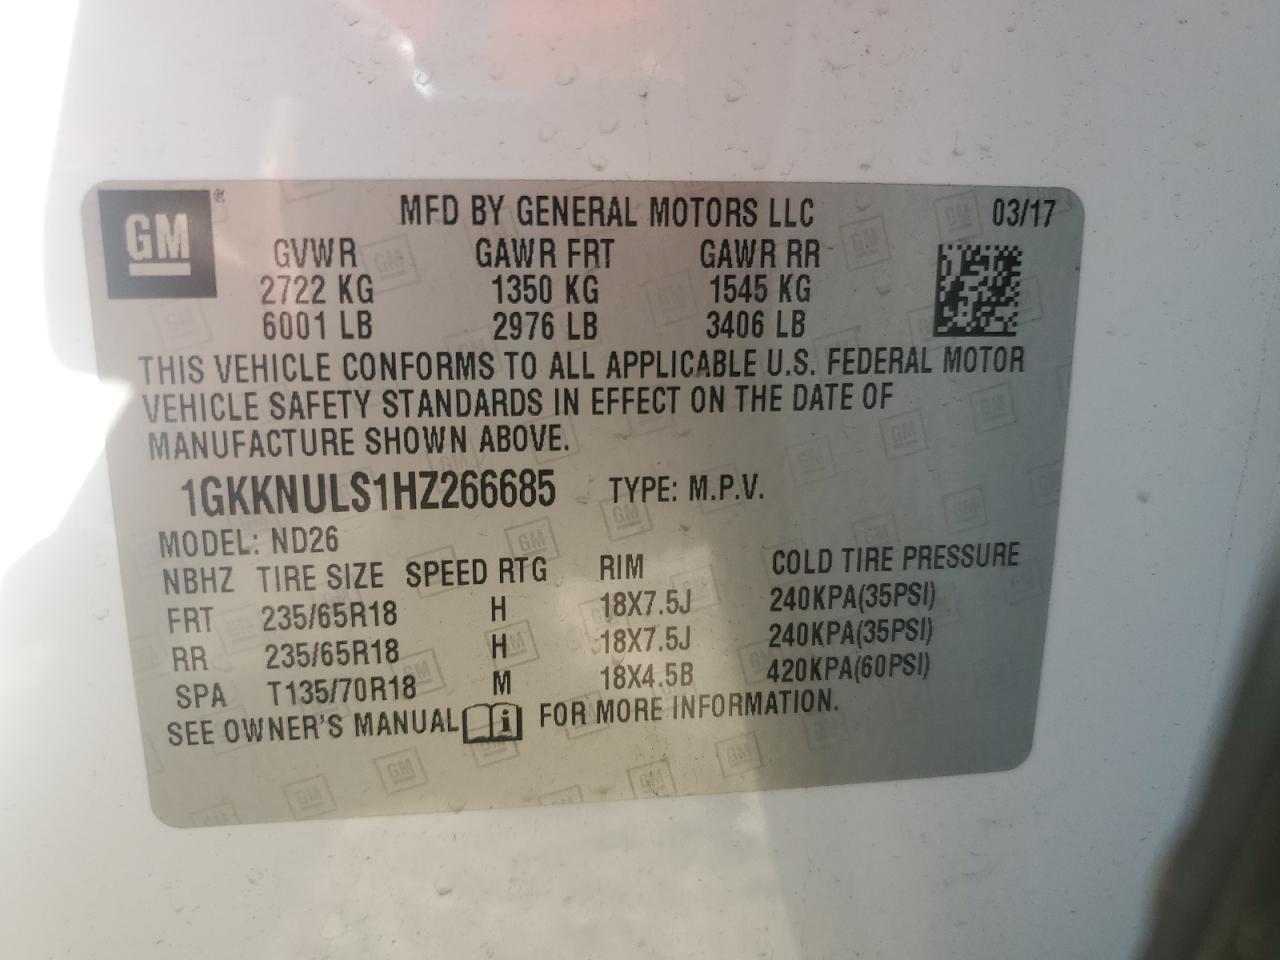 GM ®
MFD BY GENERAL MOTORS LLC 03/17
GVWR GAWR FRT GAWR RR
2722 KG 1350 KG 1545 KG
6001 LB 2976 LB 3406 LB
THIS VEHICLE CONFORMS TO ALL APPLICABLE U.S. FEDERAL MOTOR
VEHICLE SAFETY STANDARDS IN EFFECT ON THE DATE OF
MANUFACTURE SHOWN ABOVE.
1GKKNULS1HZ266685 TYPE: M.P.V.
MODEL: ND26
NBHZ TIRE SIZE SPEED RTG RIM COLD TIRE PRESSURE
FRT 235/65R18 H 18X7.5J 240KPA(35PSI)
RR 235/65R18 H 18X7.5J 240KPA(35PSI)
SPA T135/70R18 M 18X4.5B 420KPA(60PSI)
SEE OWNER'S MANUAL i FOR MORE INFORMATION.